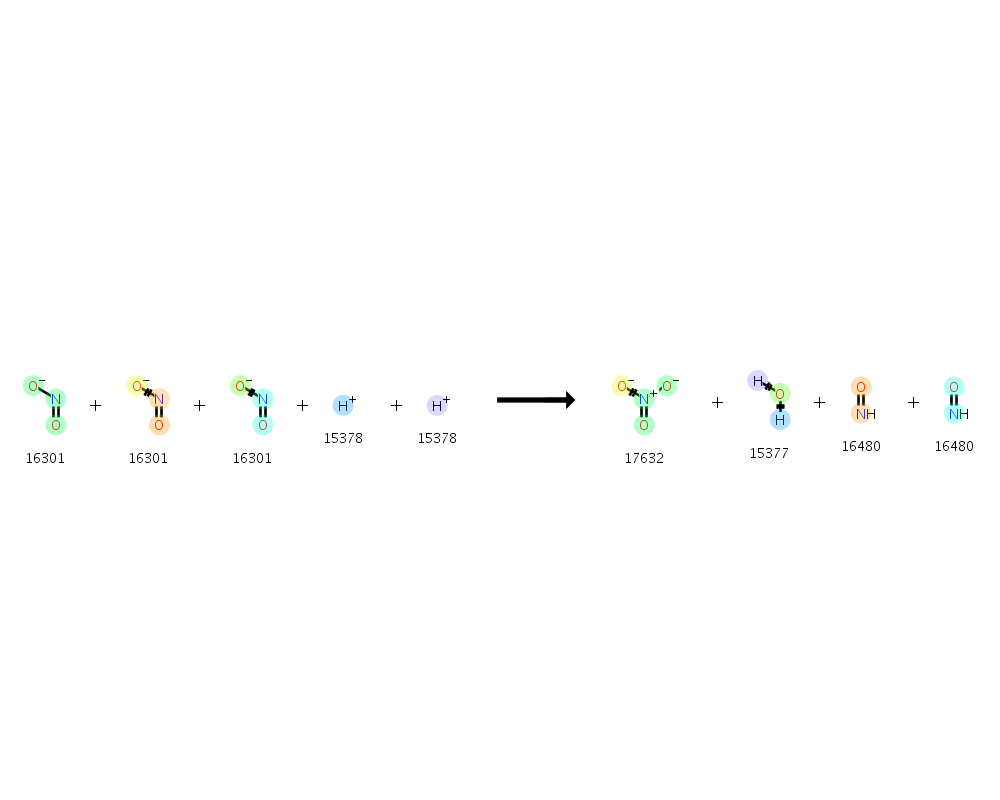 O⁻ N O + O⁻ N O + O⁻ N O + H⁺ + H⁺ O⁻ N⁺ O⁻ O + H O H + O NH + O NH
16301 16301 16301 15378 15378 17632 15377 16480 16480